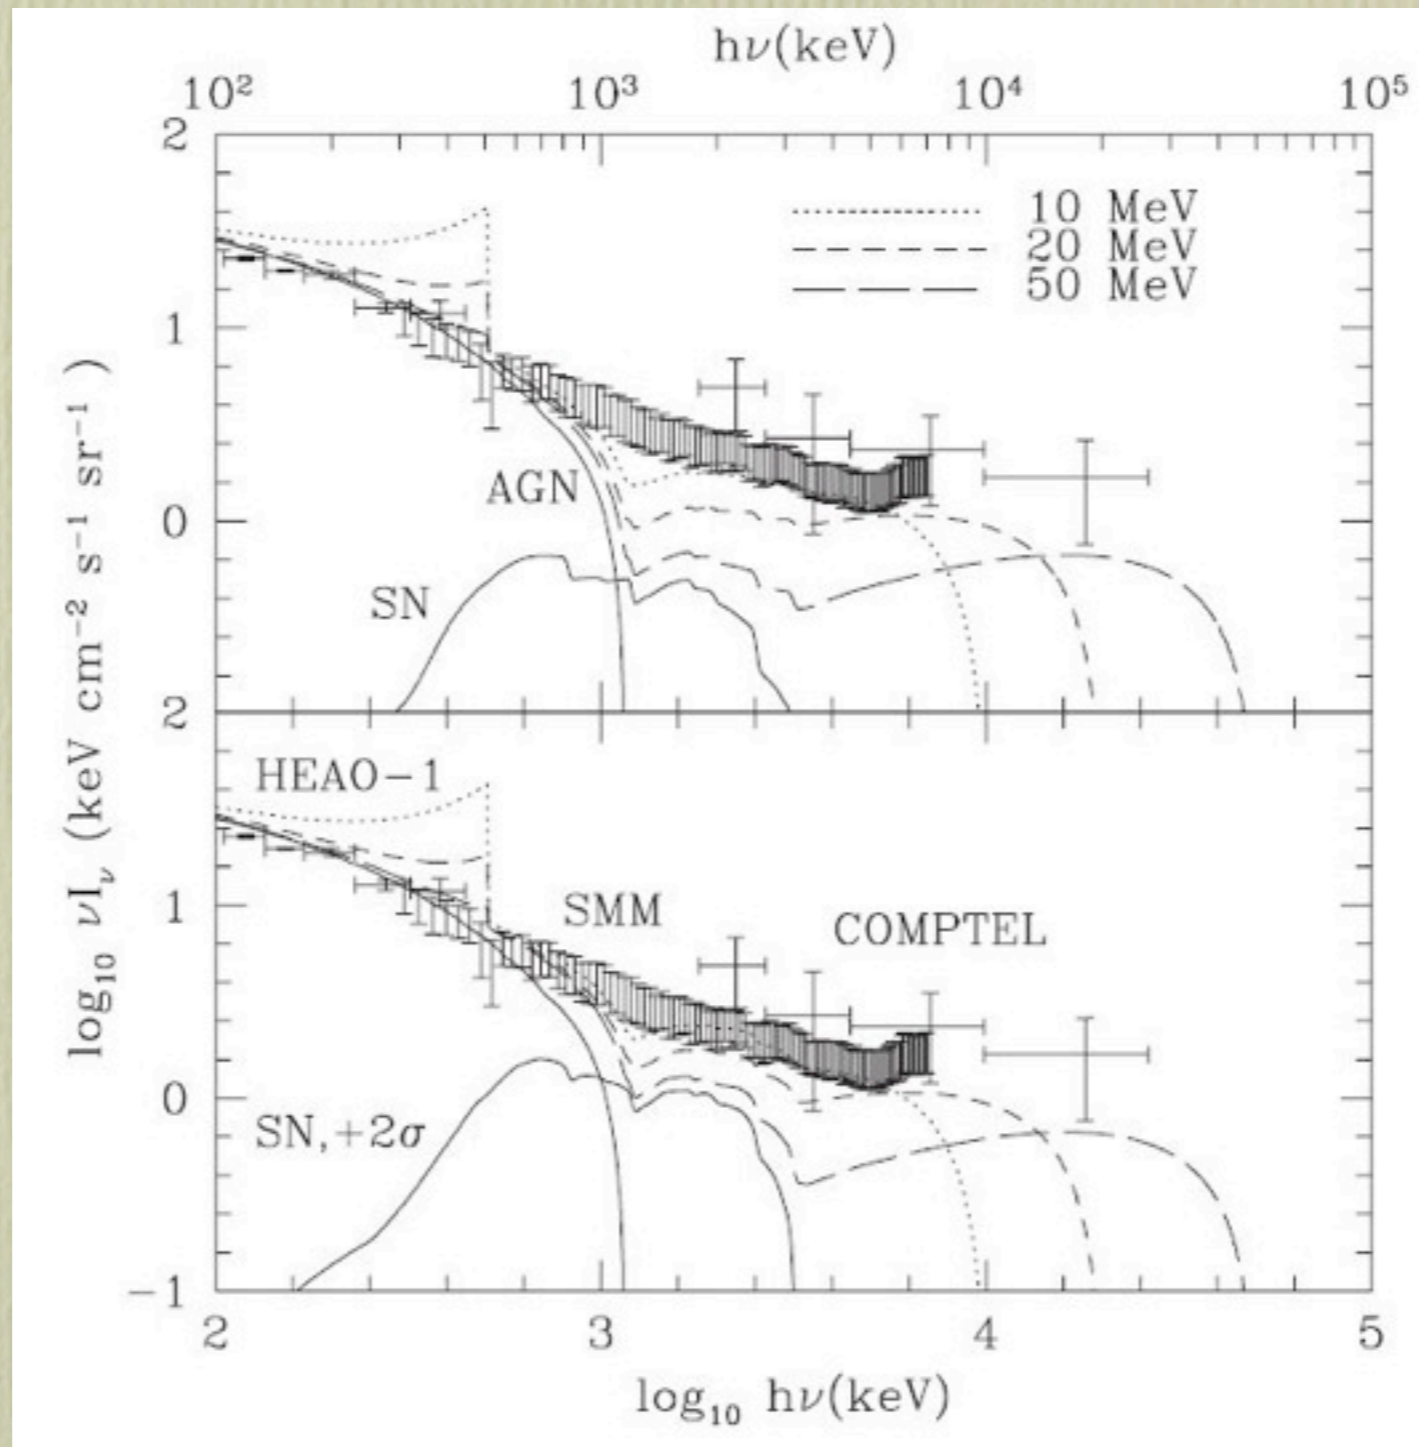 hν(keV)
10² 10³ 10⁴ 10⁵
2
10 MeV
20 MeV
50 MeV
1
AGN
0
SN
2
HEAO-1
1
SMM
COMPTEL
0
SN,+2σ
-1
2 3 4 5
log₁₀ hν(keV)
log₁₀ νIᵥ (keV cm⁻² s⁻¹ sr⁻¹ )